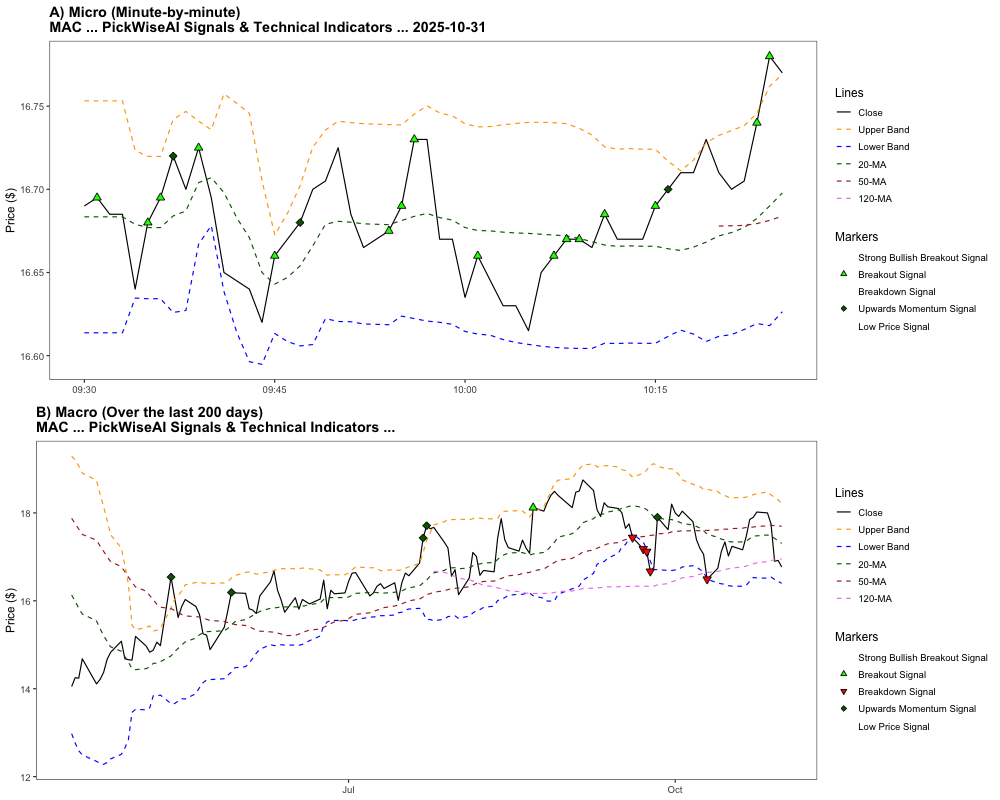 A) Micro (Minute-by-minute)
MAC ... PickWiseAI Signals & Technical Indicators ... 2025-10-31
Price ($)
16.75
16.70
16.65
16.60
09:30
09:45
10:00
10:15
Lines
Close
Upper Band
Lower Band
20-MA
50-MA
120-MA
Markers
Strong Bullish Breakout Signal
Breakout Signal
Breakdown Signal
Upwards Momentum Signal
Low Price Signal
B) Macro (Over the last 200 days)
MAC ... PickWiseAI Signals & Technical Indicators ...
Price ($)
18
16
14
12
Jul
Oct
Lines
Close
Upper Band
Lower Band
20-MA
50-MA
120-MA
Markers
Strong Bullish Breakout Signal
Breakout Signal
Breakdown Signal
Upwards Momentum Signal
Low Price Signal